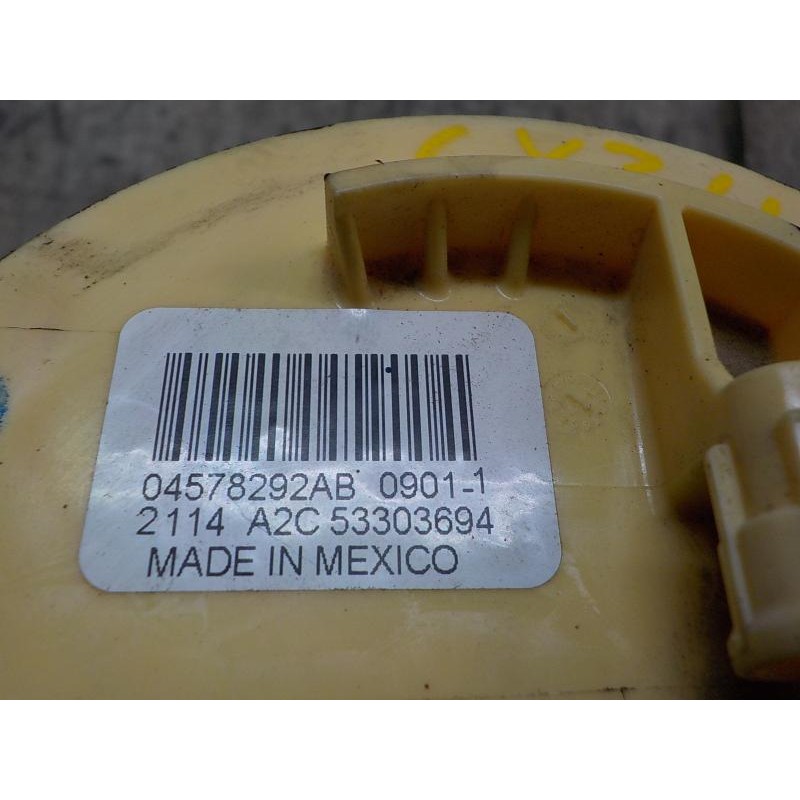 04578292AB 0901-1
2114 A2C 53303694
MADE IN MEXICO